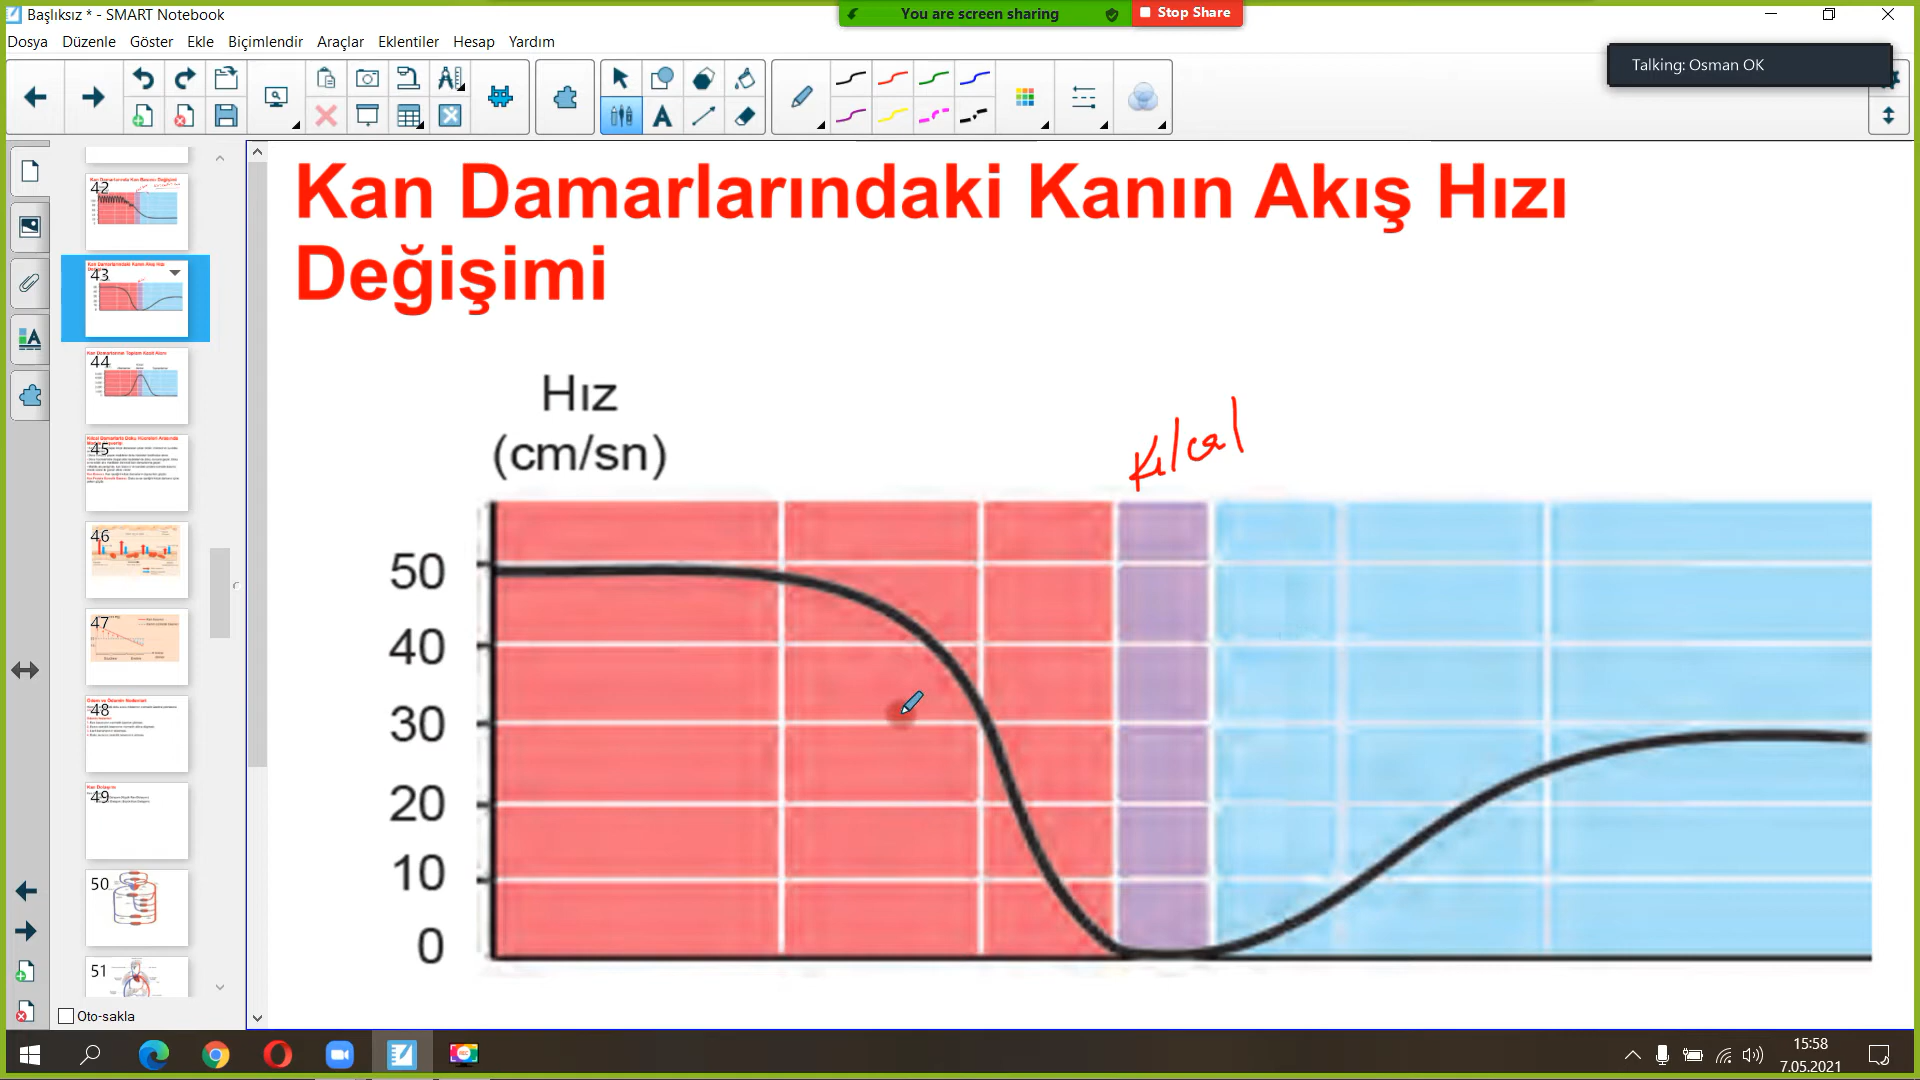 Başlıksız * - SMART Notebook
You are screen sharing
Stop Share
Dosya Düzenle Göster Ekle Biçimlendir Araçlar Eklentiler Hesap Yardım
Talking: Osman OK
Kan Damarlarındaki Kanın Akış Hızı
Değişimi
Hız
(cm/sn)
Kılcal
50
40
30
20
10
0
42
43
44
45
46
47
48
49
50
51
Oto-sakla
15:58
7.05.2021